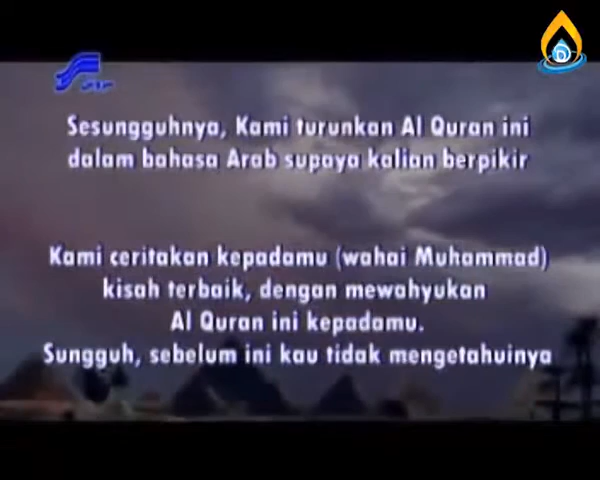 Sesungguhnya, Kami turunkan Al Quran ini
dalam bahasa Arab supaya kalian berpikir
Kami ceritakan kepadamu (wahai Muhammad)
kisah terbaik, dengan mewahyukan
Al Quran ini kepadamu.
Sungguh, sebelum ini kau tidak mengetahuinya